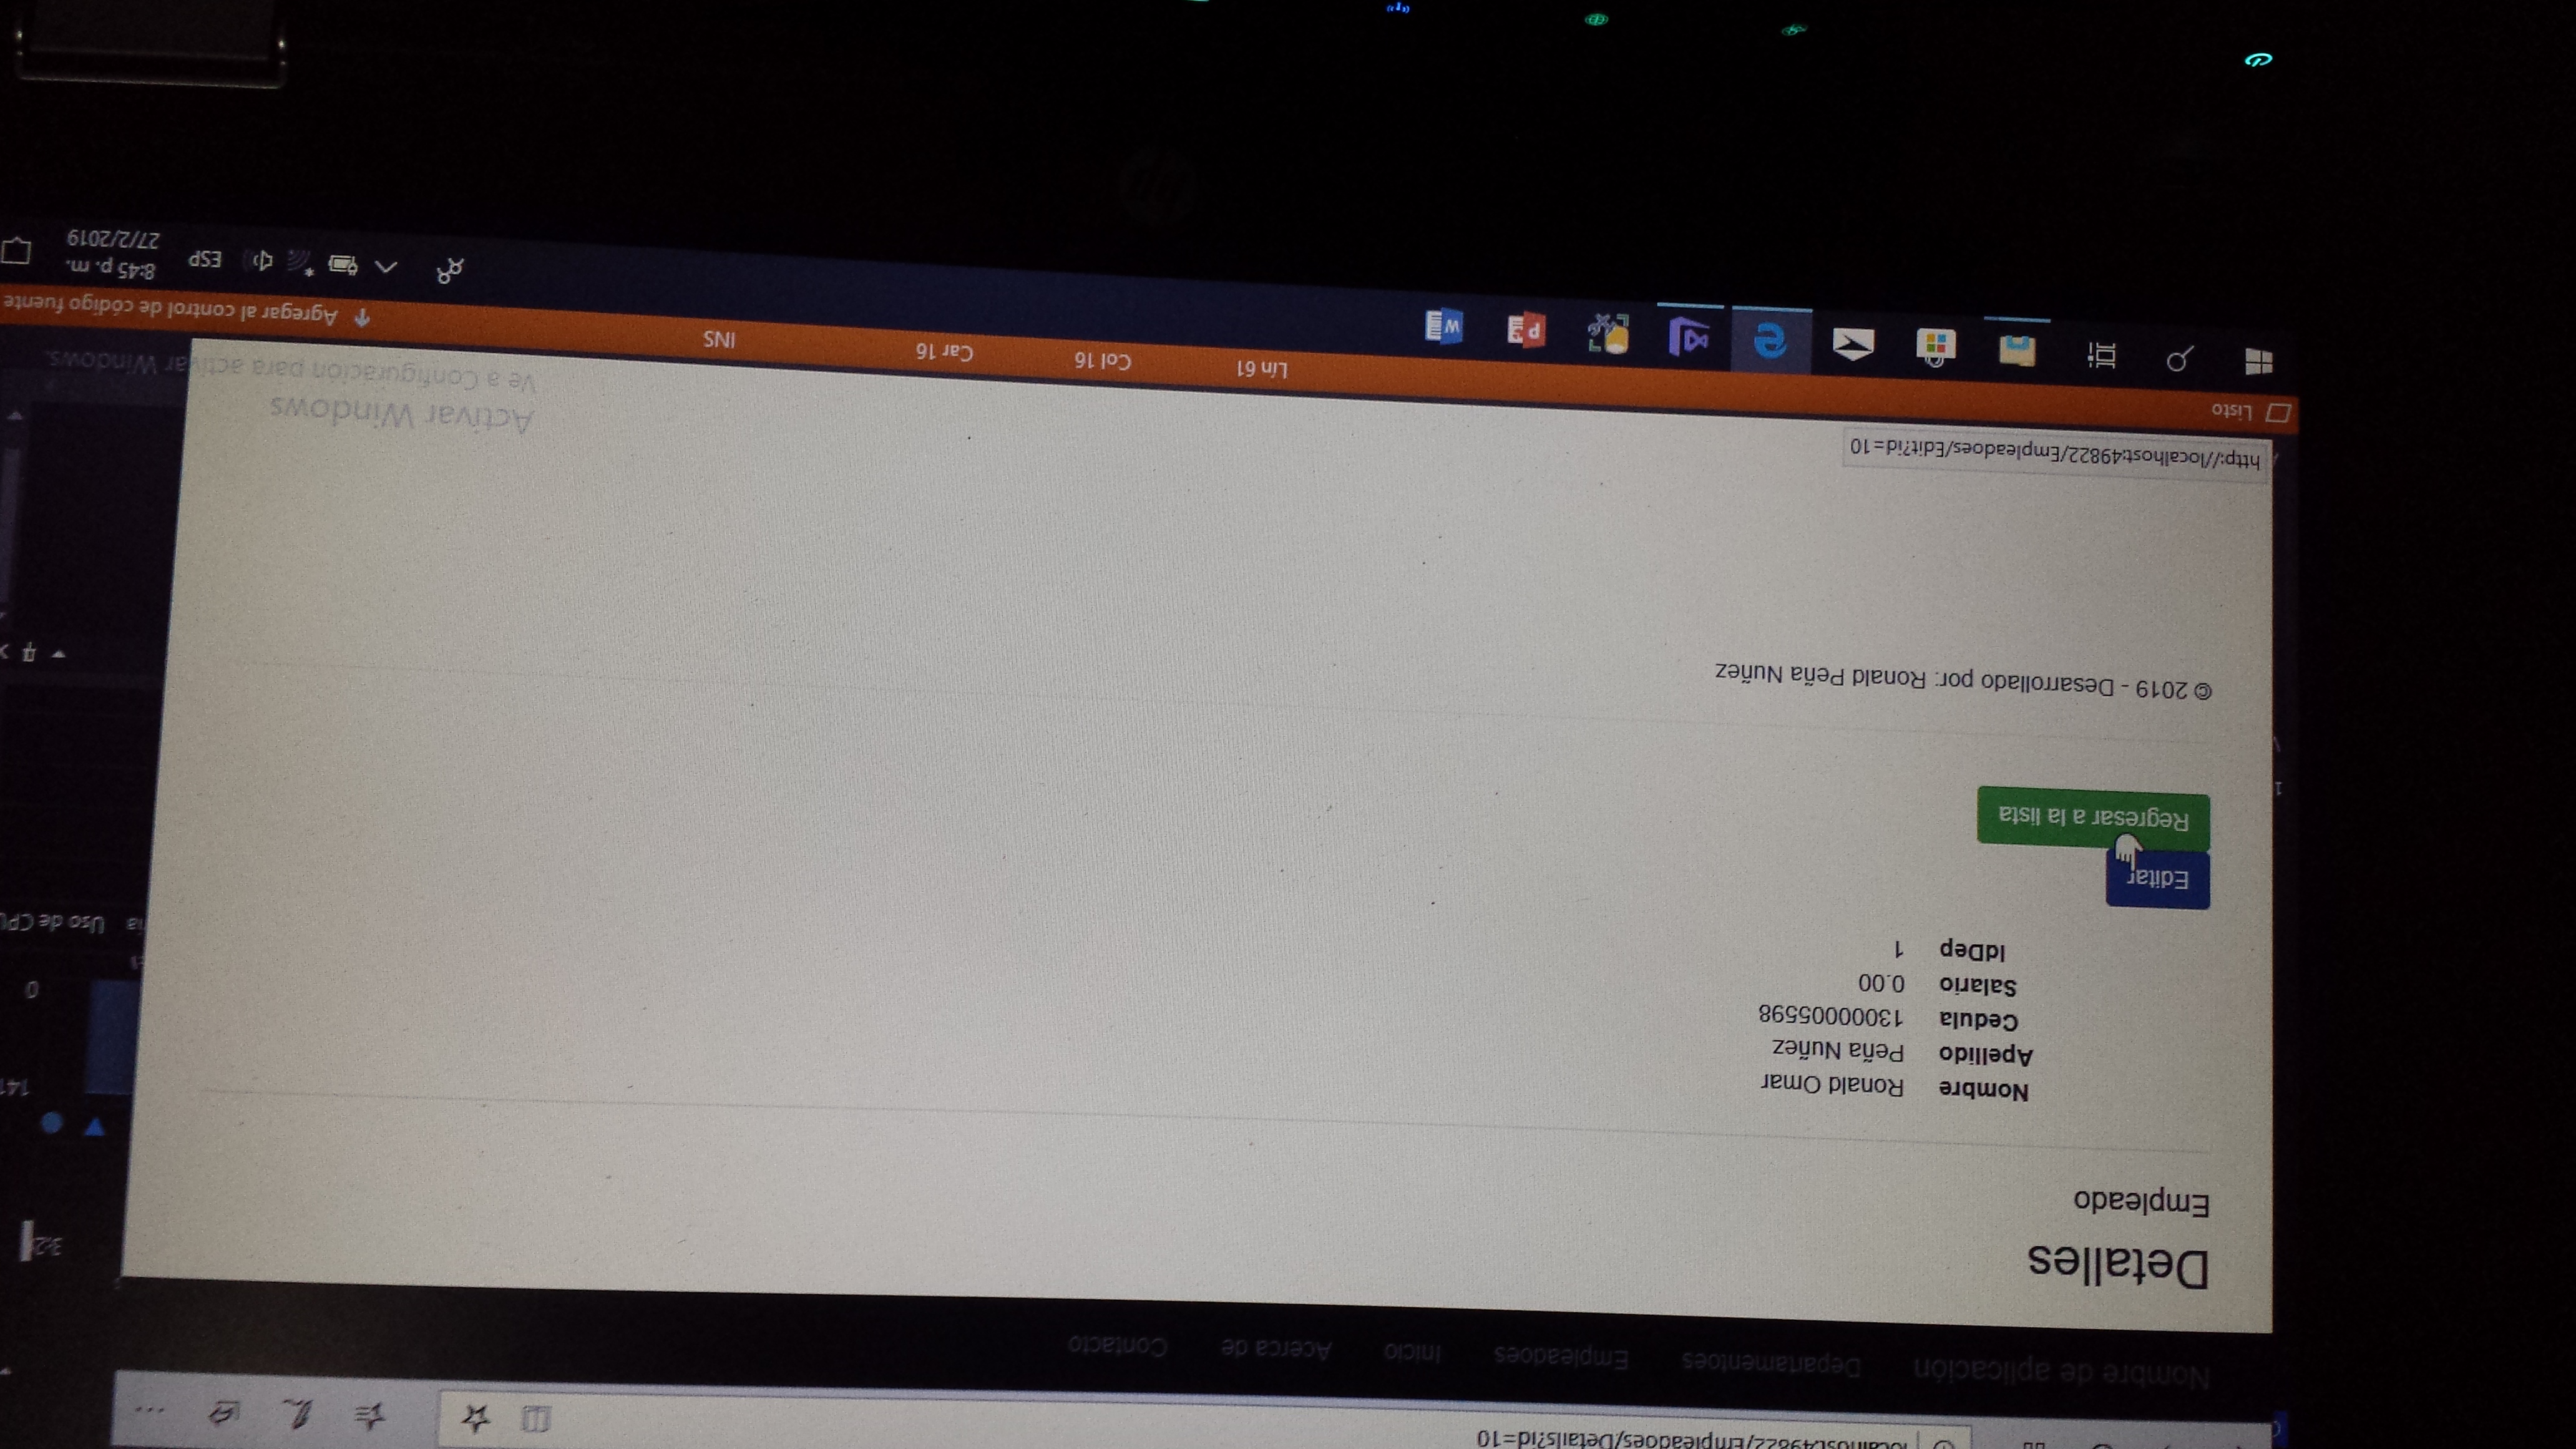 localhost:49822/Empleadoes/Details?id=10
Nombre de aplicación Departamentoes Empleadoes Inicio Acerca de Contacto
Detalles
Empleado
Nombre Ronald Omar
Apellido Peña Nuñez
Cedula 13000005598
Salario 0.00
IdDep 1
Editar
Regresar a la lista
© 2019 - Desarrollado por: Ronald Peña Nuñez
http://localhost:49822/Empleadoes/Edit?id=10
0
Uso de CPU
Activar Windows
Ve a Configuración para activar Windows.
Listo
Lín 61 Col 16 Car 16 INS
Agregar al control de código fuente
ESP
8:45 p. m.
27/2/2019
hp